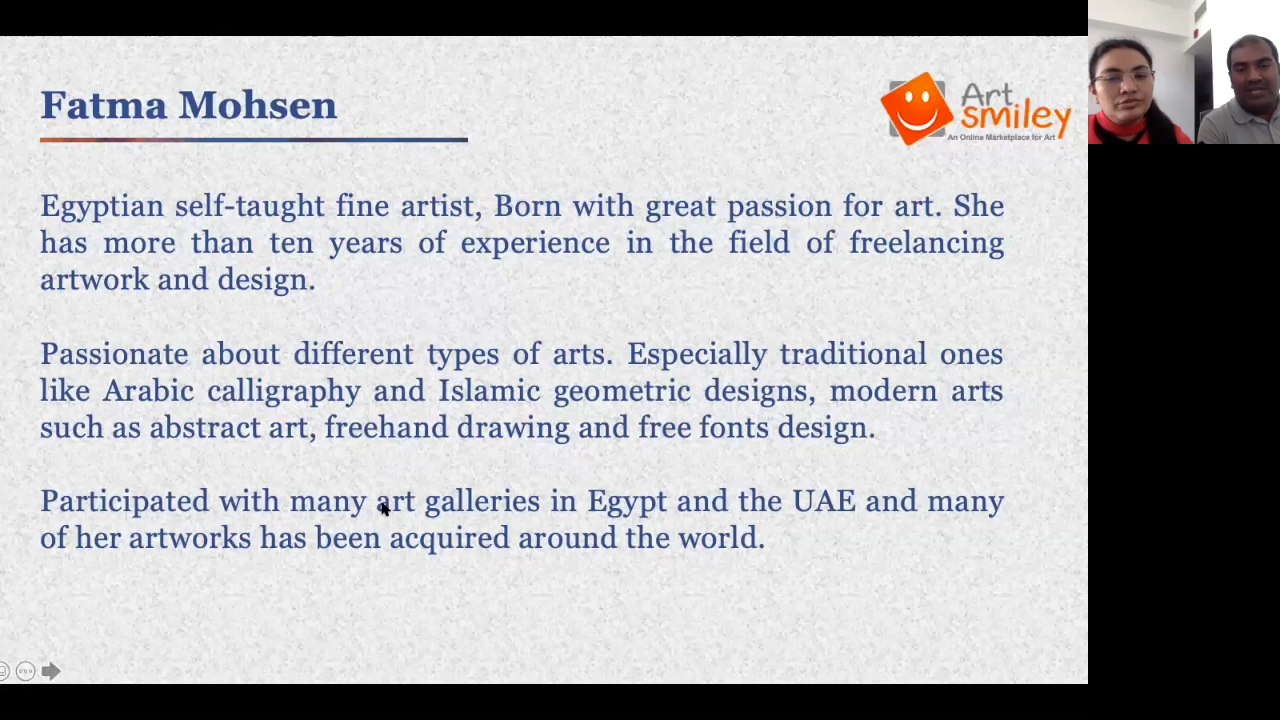 Fatma Mohsen
Art
smiley
An Online Marketplace for Art
Egyptian self-taught fine artist, Born with great passion for art. She
has more than ten years of experience in the field of freelancing
artwork and design.
Passionate about different types of arts. Especially traditional ones
like Arabic calligraphy and Islamic geometric designs, modern arts
such as abstract art, freehand drawing and free fonts design.
Participated with many art galleries in Egypt and the UAE and many
of her artworks has been acquired around the world.